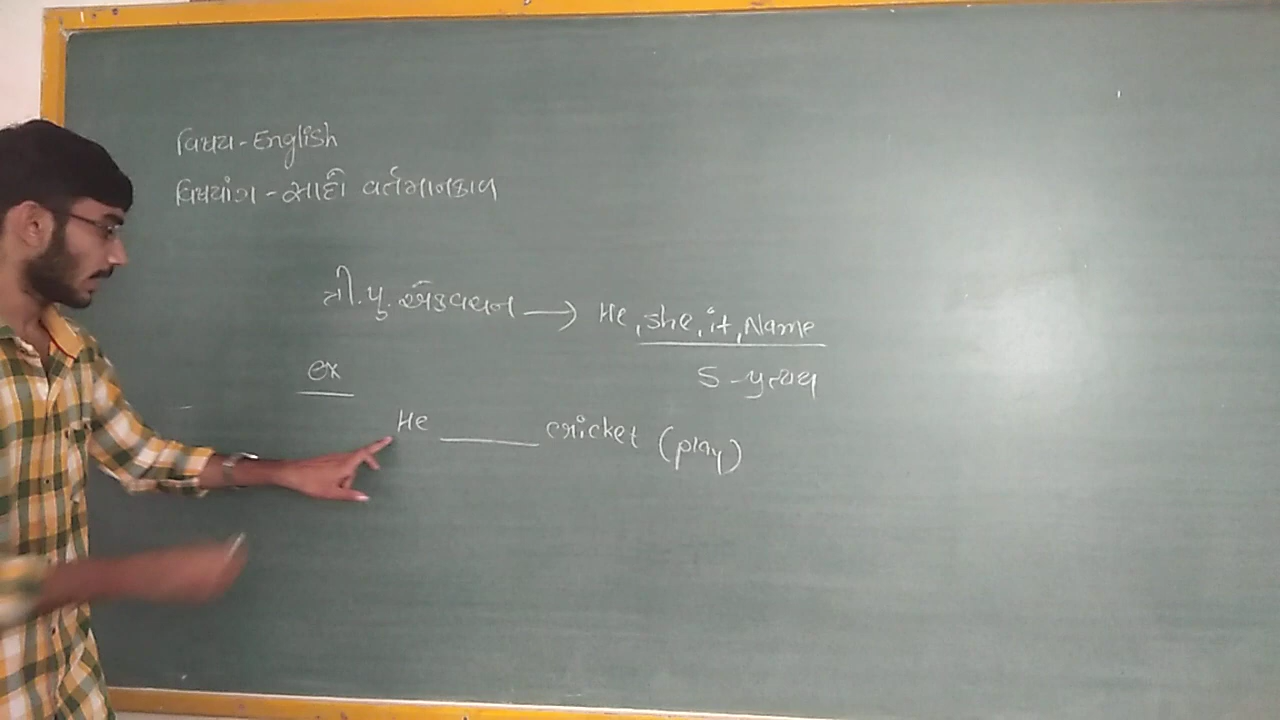 વિષય - English
વિષયાંગ - સાદો વર્તમાનકાળ
ત્રી. પુ. એકવચન → He, she, it, Name
S - પ્રત્યય
ex
He ______ cricket (play)